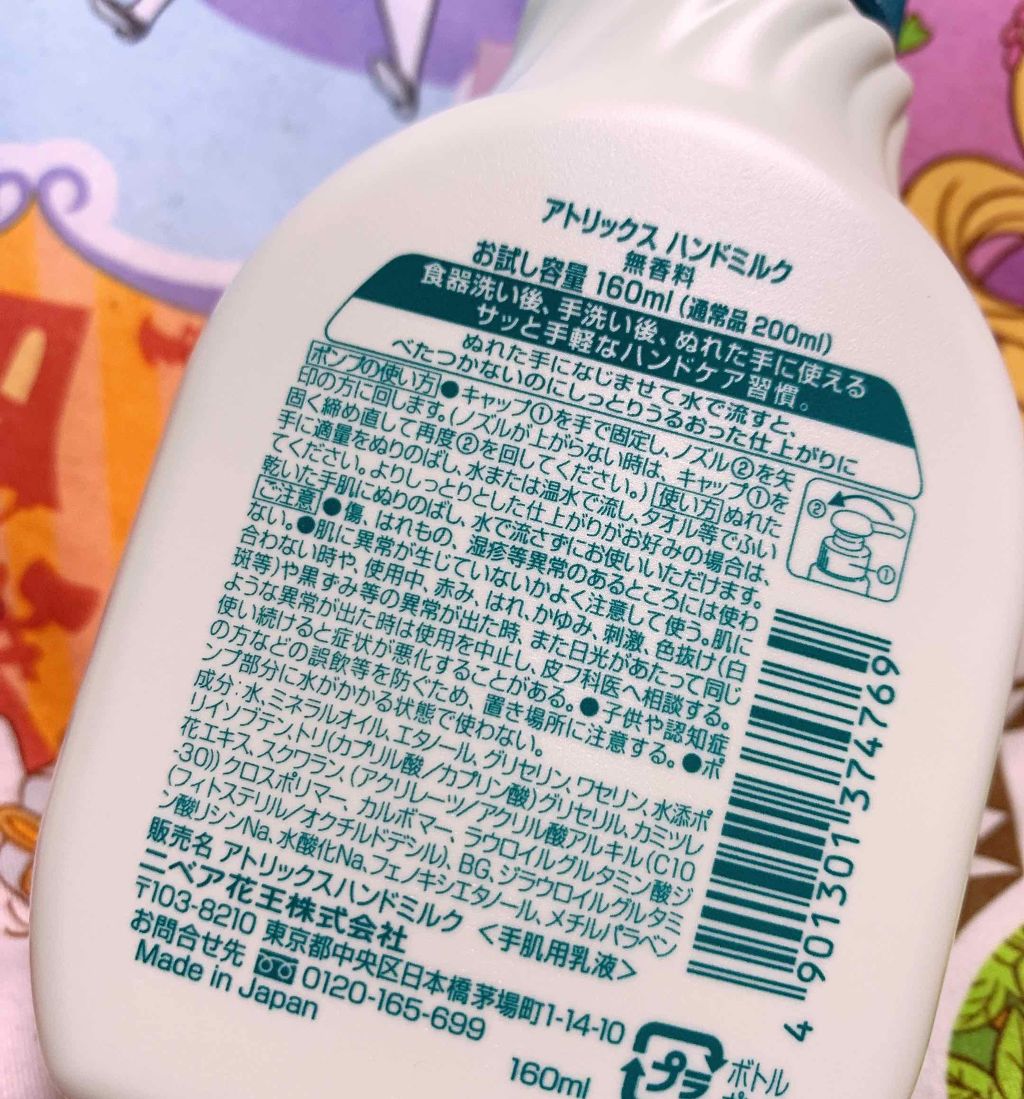 アトリックス ハンドミルク
無香料
お試し容量 160ml (通常品 200ml)
食器洗い後、手洗い後、ぬれた手に使える
サッと手軽なハンドケア習慣。
ぬれた手になじませて水で流すと、
べたつかないのにしっとりうるおった仕上がりに
ポンプの使い方 ●キャップ①を手で固定し、ノズル②を矢
印の方に回します。(ノズルが上がらない時は、キャップ①を
固く締め直して再度②を回してください。) 使い方 ぬれた
手に適量をぬりのばし、水または温水で流し、タオル等でふい
てください。よりしっとりとした仕上がりがお好みの場合は、
乾いた手肌にぬりのばし、水で流さずにお使いいただけます。
ご注意 ●傷、はれもの、湿疹等異常のあるところには使わ
ない。●肌に異常が生じていないかよく注意して使う。肌に
合わない時や、使用中、赤み、はれ、かゆみ、刺激、色抜け(白
斑等)や黒ずみ等の異常が出た時、また日光があたって同じ
ような異常が出た時は使用を中止し、皮フ科医へ相談する。
使い続けると症状が悪化することがある。●子供や認知症
の方などの誤飲等を防ぐため、置き場所に注意する。●ポ
ンプ部分に水がかかる状態で使わない。
成分:水、ミネラルオイル、エタノール、グリセリン、ワセリン、水添ポ
リイソブテン、トリ(カプリル酸/カプリン酸)グリセリル、カミツレ
花エキス、スクワラン、(アクリレーツ/アクリル酸アルキル(C10
-30))クロスポリマー、カルボマー、ラウロイルグルタミン酸ジ
(フィトステリル/オクチルドデシル)、BG、ジラウロイルグルタミ
ン酸リシンNa、水酸化Na、フェノキシエタノール、メチルパラベン
販売名 アトリックスハンドミルク <手肌用乳液>
ニベア花王株式会社
〒103-8210 東京都中央区日本橋茅場町1-14-10
お問合せ先 0120-165-699
Made in Japan
160ml
②
①
4 901301 374769
プラ
ボトル